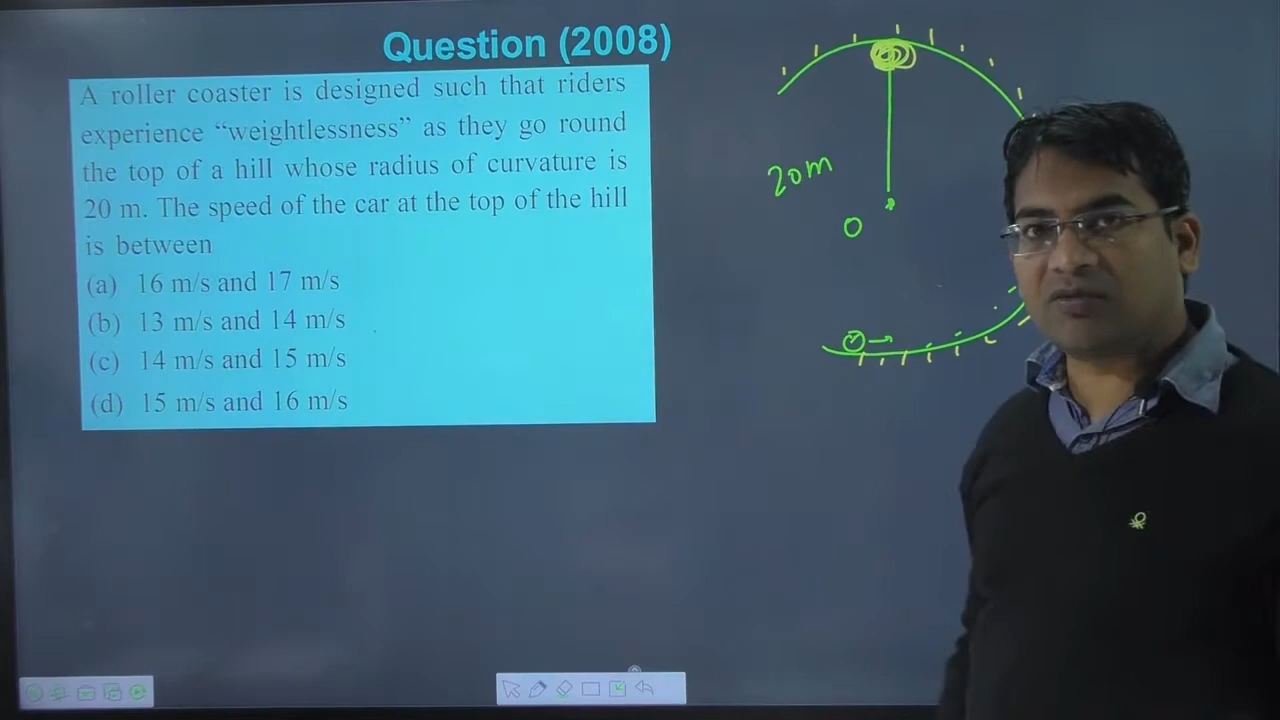 Question (2008)
A roller coaster is designed such that riders
experience “weightlessness” as they go round
the top of a hill whose radius of curvature is
20 m. The speed of the car at the top of the hill
is between
(a) 16 m/s and 17 m/s
(b) 13 m/s and 14 m/s
(c) 14 m/s and 15 m/s
(d) 15 m/s and 16 m/s
20m
O